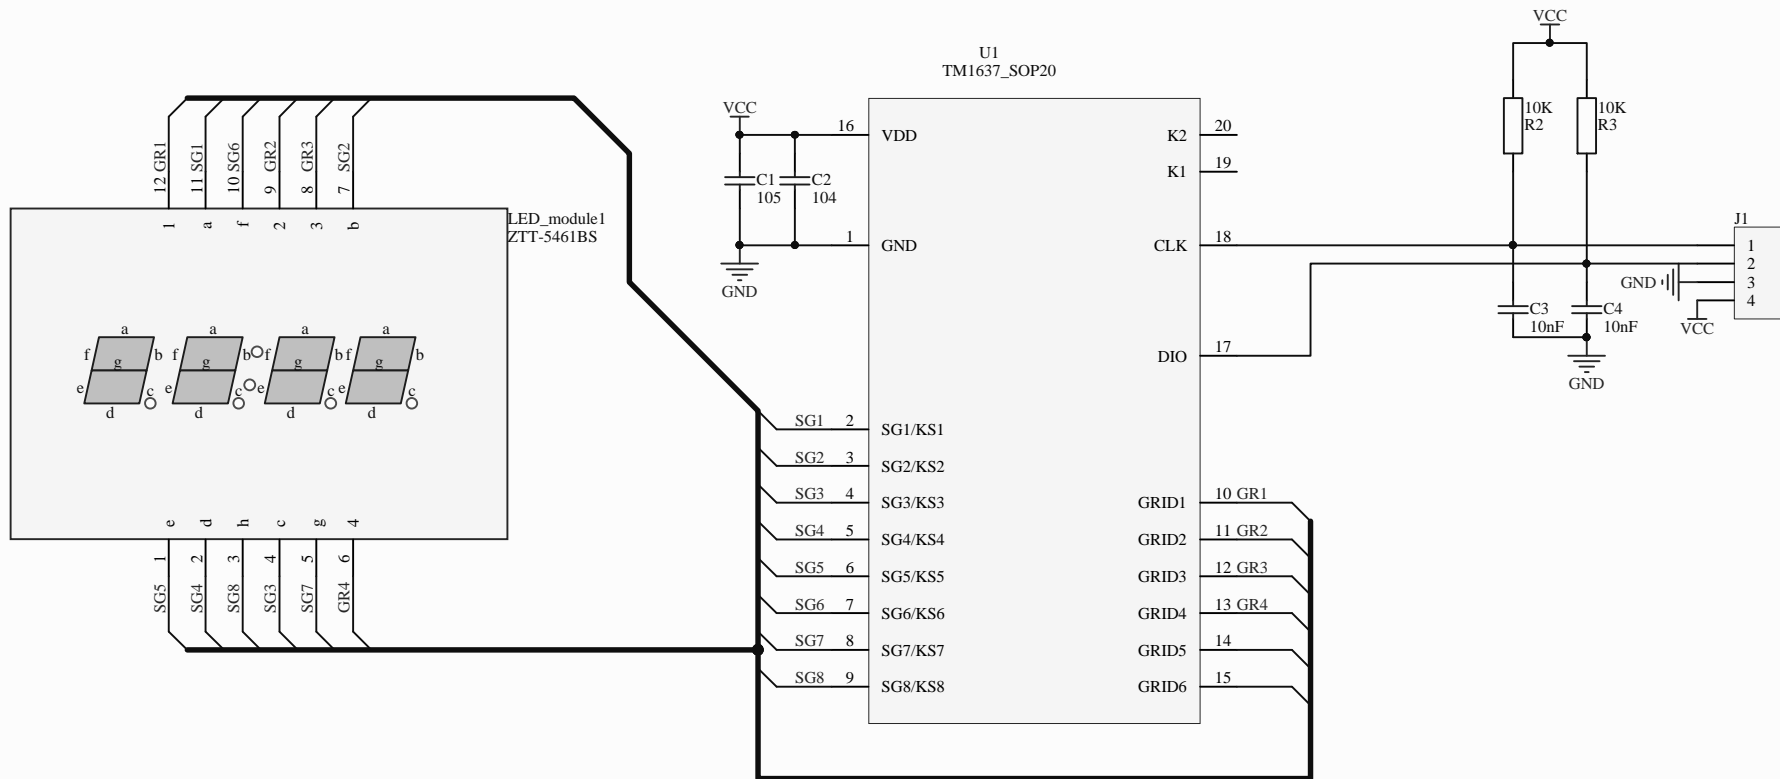 U1
TM1637_SOP20
VCC
16 VDD
1 GND
C1
105
C2
104
GND
K2 20
K1 19
CLK 18
DIO 17
SG1 2 SG1/KS1
SG2 3 SG2/KS2
SG3 4 SG3/KS3
SG4 5 SG4/KS4
SG5 6 SG5/KS5
SG6 7 SG6/KS6
SG7 8 SG7/KS7
SG8 9 SG8/KS8
GRID1 10 GR1
GRID2 11 GR2
GRID3 12 GR3
GRID4 13 GR4
GRID5 14
GRID6 15
12 GR1
11 SG1
10 SG6
9 GR2
8 GR3
7 SG2
1 a f 2 3 b
LED_module1
ZTT-5461BS
a a a a
f b f b f b f b
g g g g
e c e c e c e c
d d d d
e d h c g 4
1 SG5
2 SG4
3 SG8
4 SG3
5 SG7
6 GR4
VCC
10K
R2
10K
R3
C3
10nF
C4
10nF
GND
J1
1
2
3
4
GND
VCC